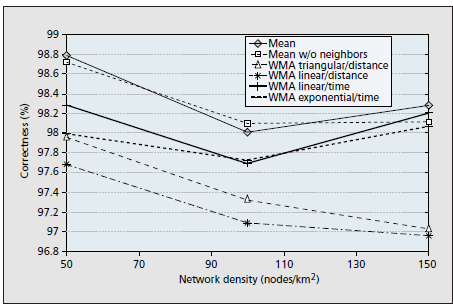 99
98.8
98.6
98.4
98.2
98
97.8
97.6
97.4
97.2
97
96.8
Correctness (%)
Mean
Mean w/o neighbors
WMA triangular/distance
WMA linear/distance
WMA linear/time
WMA exponential/time
50 70 90 110 130 150
Network density (nodes/km²)